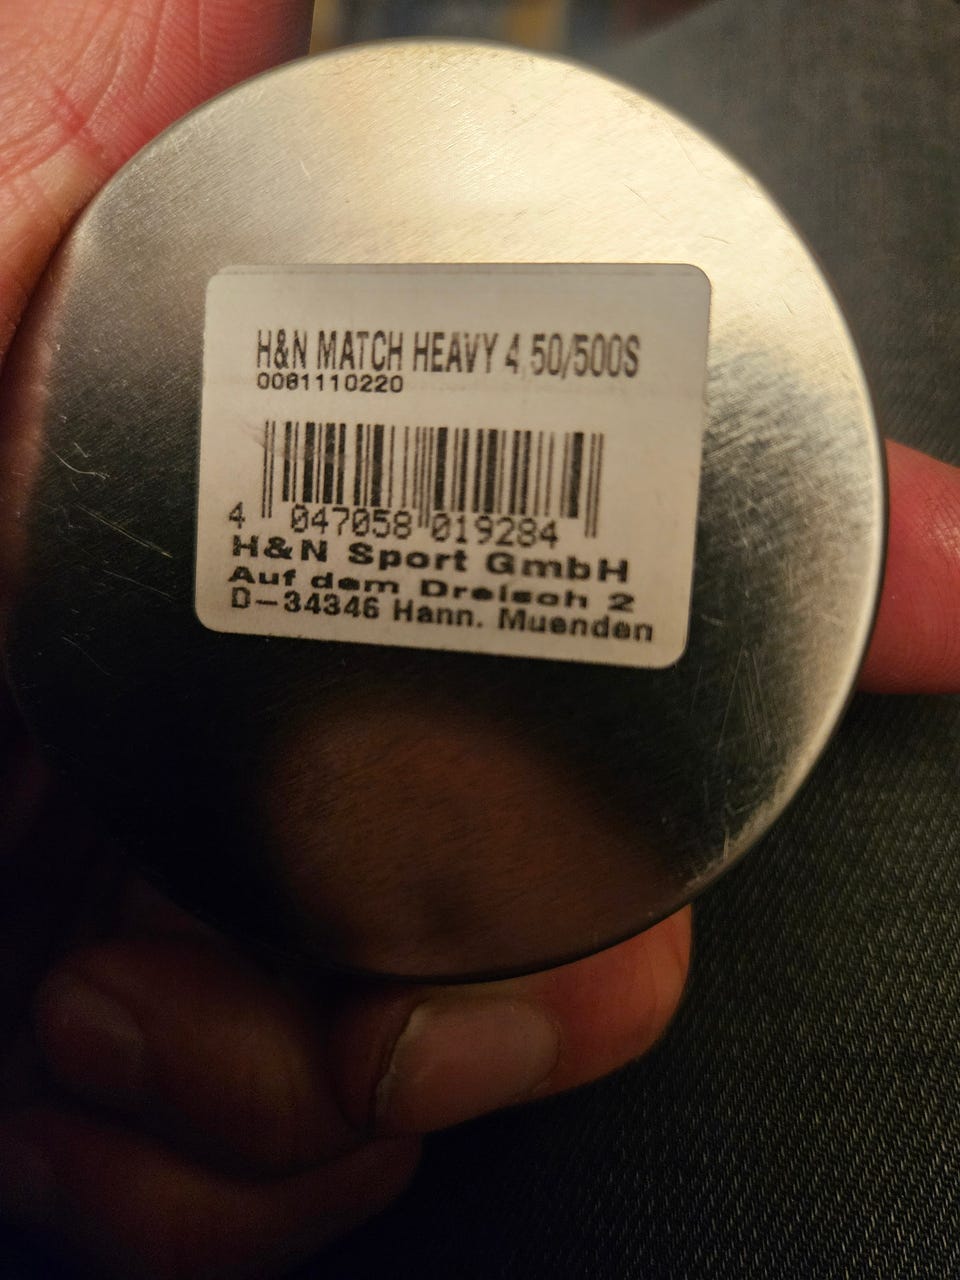 H&N MATCH HEAVY 4,50/500S
0081110220
4 047058 019284
H&N Sport GmbH
Auf dem Dreisch 2
D-34346 Hann. Muenden